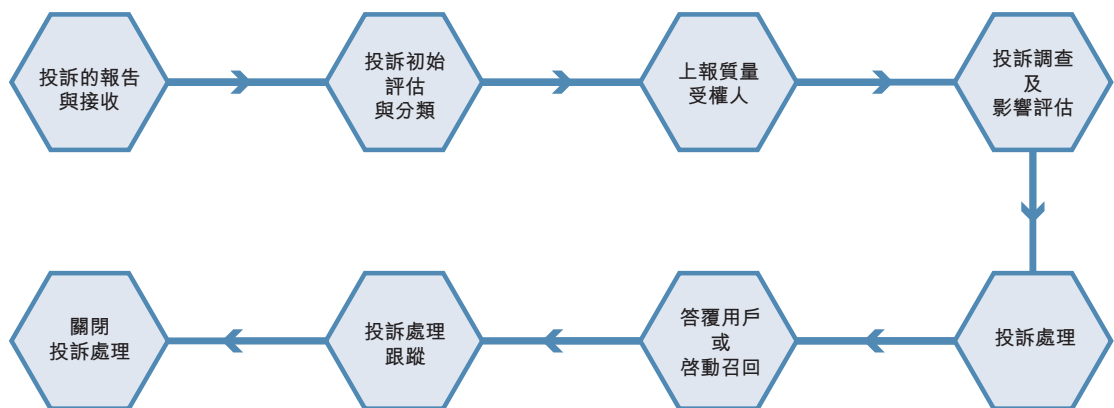 投訴的報告
與接收
投訴初始
評估
與分類
上報質量
受權人
投訴調查
及
影響評估
投訴處理
答覆用戶
或
啓動召回
投訴處理
跟蹤
關閉
投訴處理